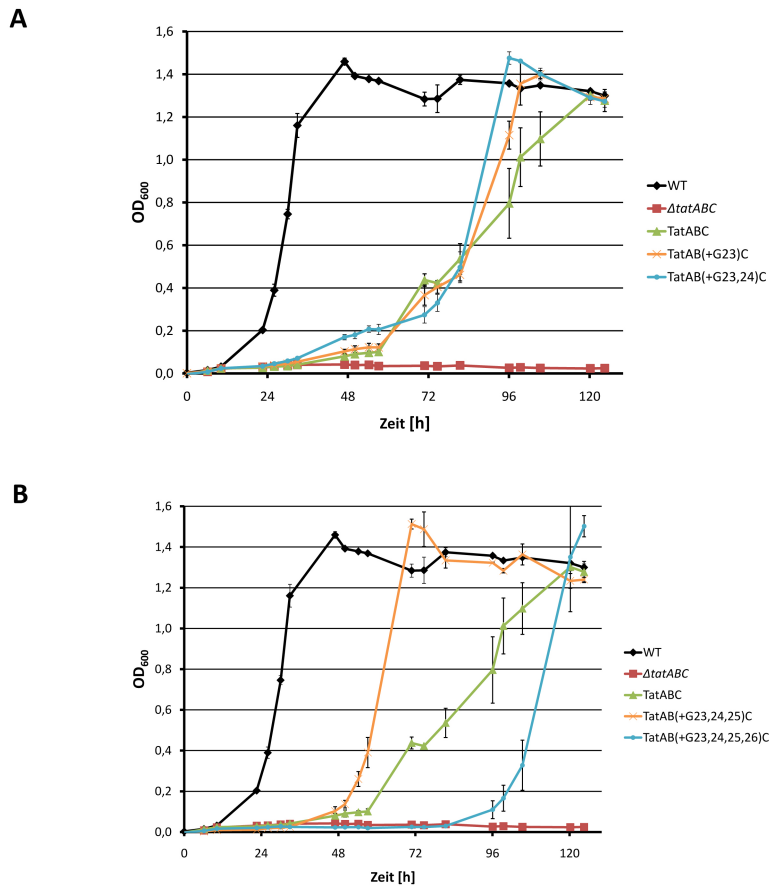 A
1,6
1,4
1,2
1,0
0,8
0,6
0,4
0,2
0,0
OD600
0 24 48 72 96 120
Zeit [h]
WT
ΔtatABC
TatABC
TatAB(+G23)C
TatAB(+G23,24)C
B
1,6
1,4
1,2
1,0
0,8
0,6
0,4
0,2
0,0
OD600
0 24 48 72 96 120
Zeit [h]
WT
ΔtatABC
TatABC
TatAB(+G23,24,25)C
TatAB(+G23,24,25,26)C